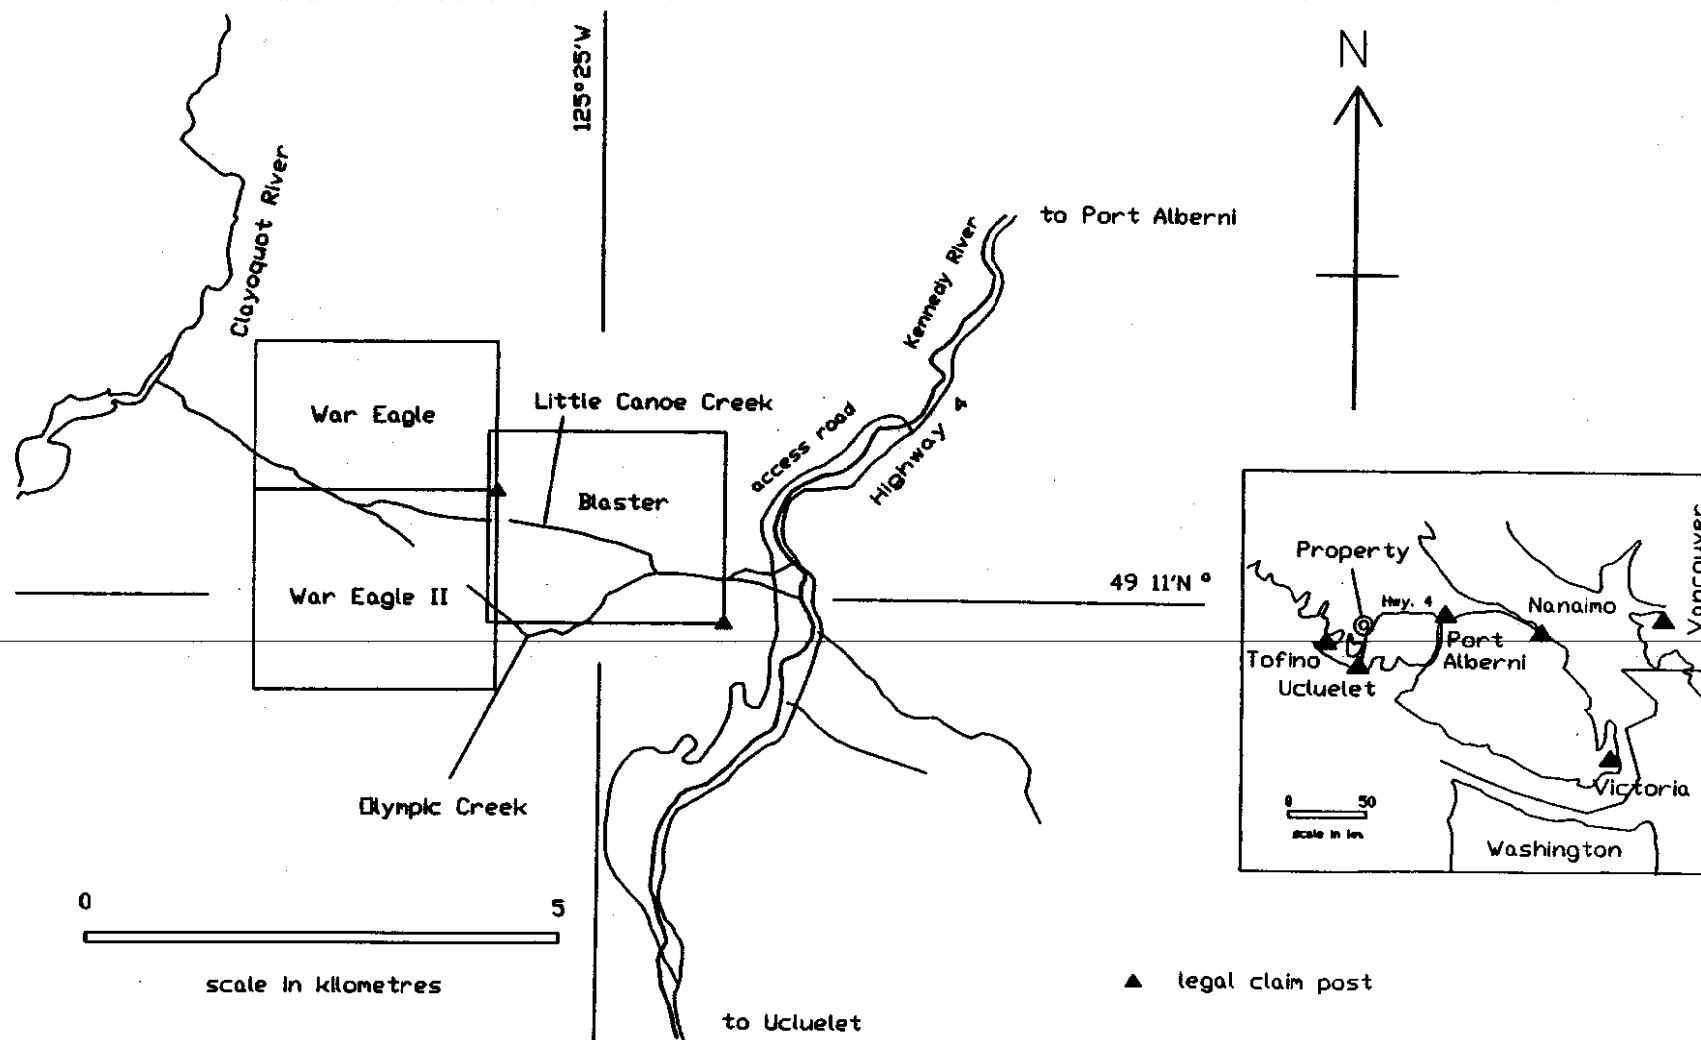 N
125° 25'W
Clayoquot River
to Port Alberni
Kennedy River
War Eagle
Little Canoe Creek
access road
Highway 4
Blaster
War Eagle II
49 11'N °
Olympic Creek
Property
Hwy. 4
Nanaimo
Vancouver
Port
Alberni
Tofino
Ucluelet
Victoria
0 50
scale in km
Washington
0 5
scale in kilometres
legal claim post
to Ucluelet